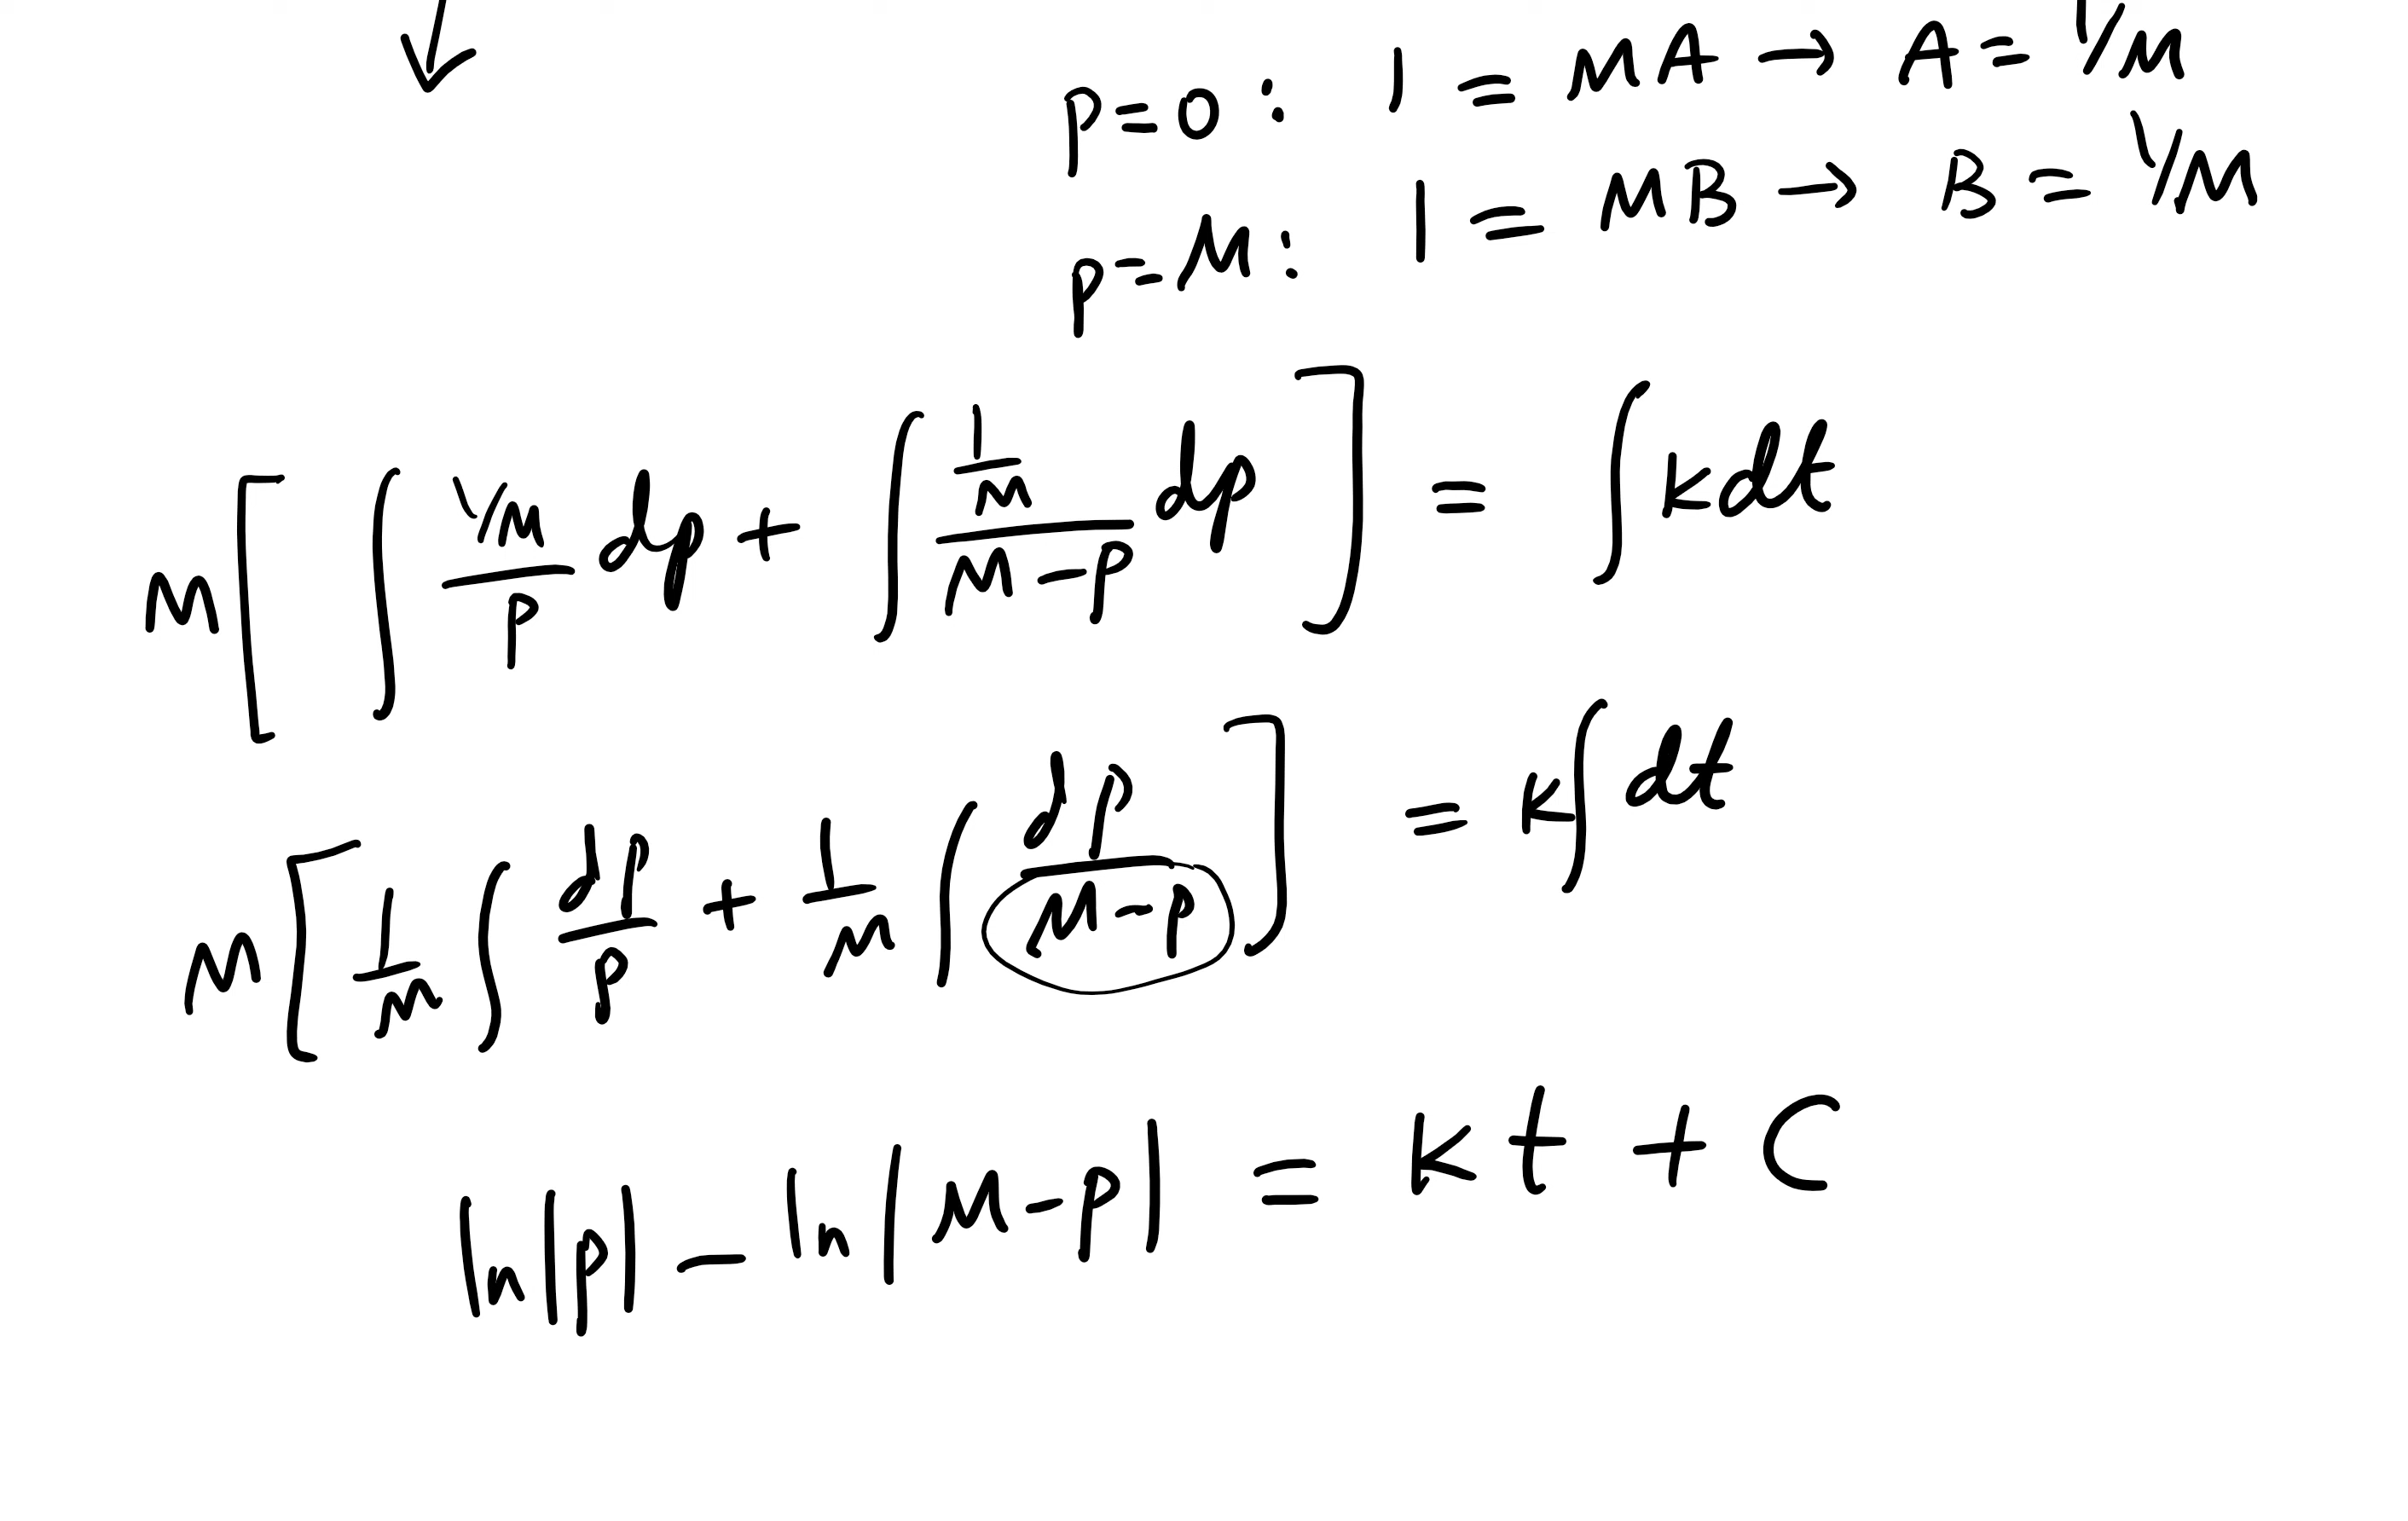 p=0: 1 = MA → A = 1/M
p=M: 1 = MB → B = 1/M
M[ ∫ (1/M)/p dp + ∫ (1/M)/(M-p) dp ] = ∫ k dt
M[ 1/M ∫ dp/p + 1/M ∫ dp/(M-p) ] = k ∫ dt
ln|p| - ln|M-p| = kt + C